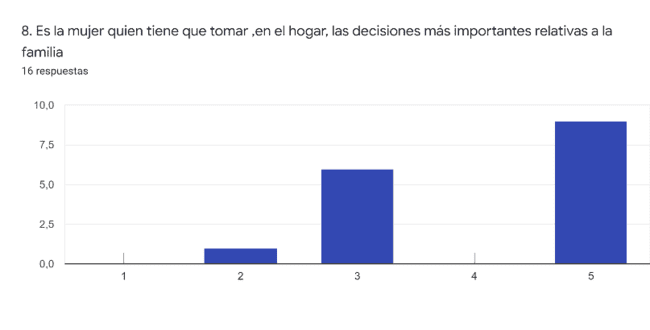 8. Es la mujer quien tiene que tomar ,en el hogar, las decisiones más importantes relativas a la
familia
16 respuestas
10,0
7,5
5,0
2,5
0,0
1 2 3 4 5